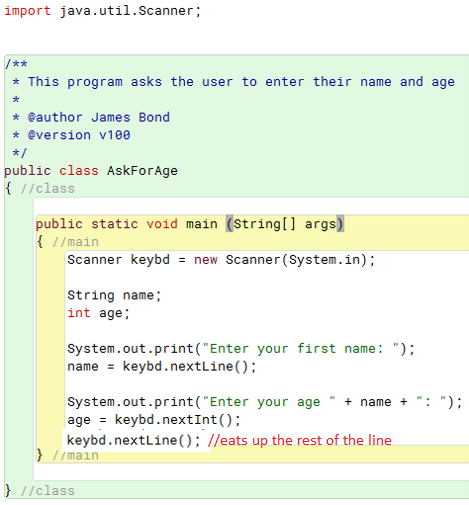 import java.util.Scanner;
/**
 * This program asks the user to enter their name and age
 *
 * @author James Bond
 * @version v100
 */
public class AskForAge
{ //class
public static void main (String[] args)
{ //main
Scanner keybd = new Scanner(System.in);
String name;
int age;
System.out.print("Enter your first name: ");
name = keybd.nextLine();
System.out.print("Enter your age " + name + ": ");
age = keybd.nextInt();
keybd.nextLine(); //eats up the rest of the line
} //main
} //class